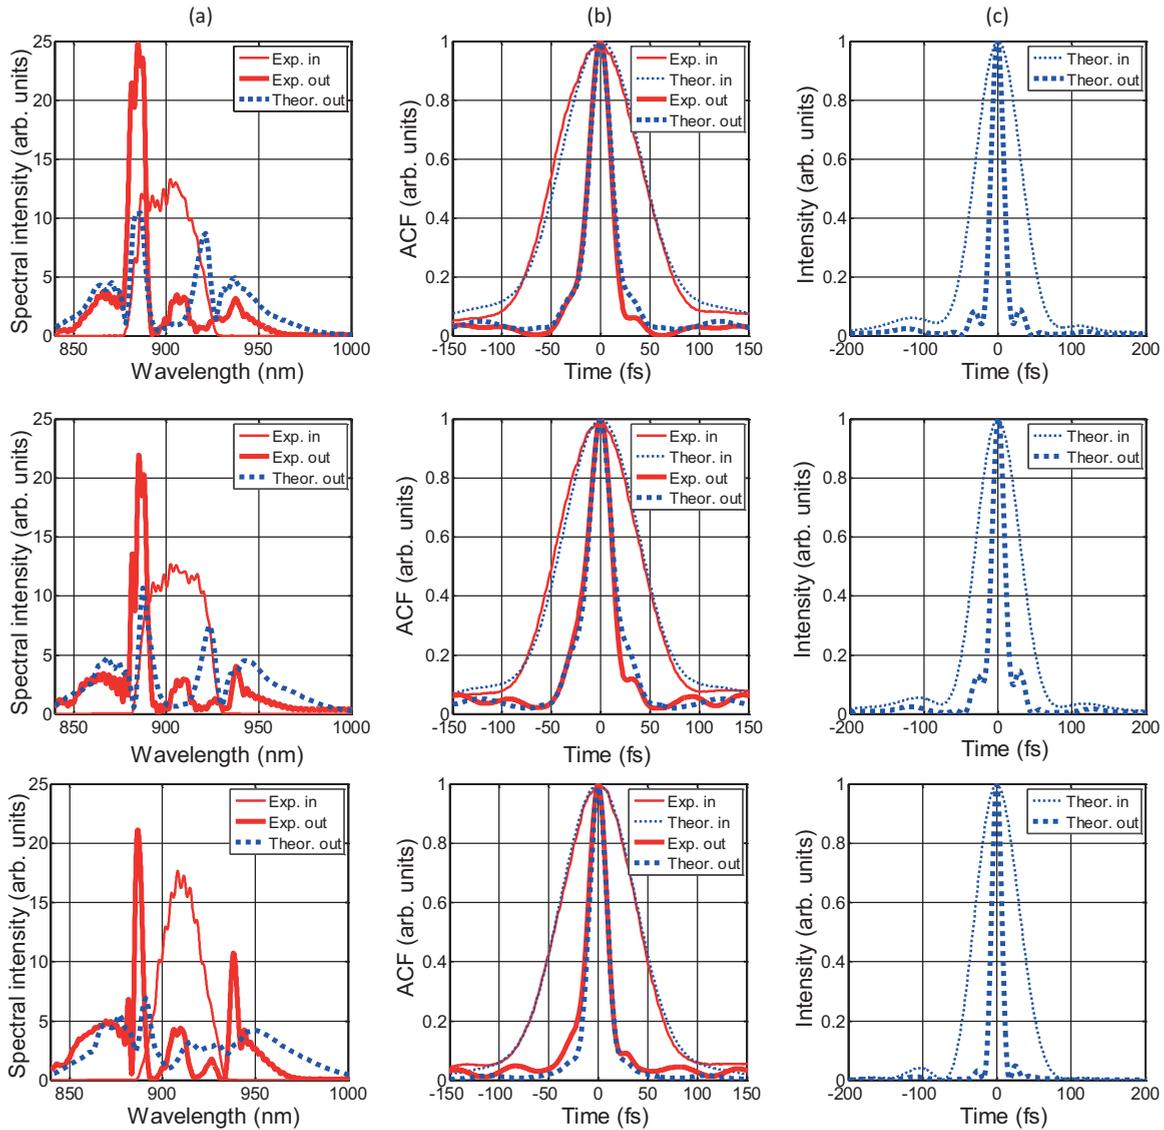 (a) (b) (c)
Spectral intensity (arb. units)
25
20
15
10
5
0
850 900 950 1000
Wavelength (nm)
Exp. in
Exp. out
Theor. out
ACF (arb. units)
1
0.8
0.6
0.4
0.2
0
-150 -100 -50 0 50 100 150
Time (fs)
Exp. in
Theor. in
Exp. out
Theor. out
Intensity (arb. units)
1
0.8
0.6
0.4
0.2
0
-200 -100 0 100 200
Time (fs)
Theor. in
Theor. out
Spectral intensity (arb. units)
25
20
15
10
5
0
850 900 950 1000
Wavelength (nm)
Exp. in
Exp. out
Theor. out
ACF (arb. units)
1
0.8
0.6
0.4
0.2
0
-150 -100 -50 0 50 100 150
Time (fs)
Exp. in
Theor. in
Exp. out
Theor. out
Intensity (arb. units)
1
0.8
0.6
0.4
0.2
0
-200 -100 0 100 200
Time (fs)
Theor. in
Theor. out
Spectral intensity (arb. units)
25
20
15
10
5
0
850 900 950 1000
Wavelength (nm)
Exp. in
Exp. out
Theor. out
ACF (arb. units)
1
0.8
0.6
0.4
0.2
0
-150 -100 -50 0 50 100 150
Time (fs)
Exp. in
Theor. in
Exp. out
Theor. out
Intensity (arb. units)
1
0.8
0.6
0.4
0.2
0
-200 -100 0 100 200
Time (fs)
Theor. in
Theor. out